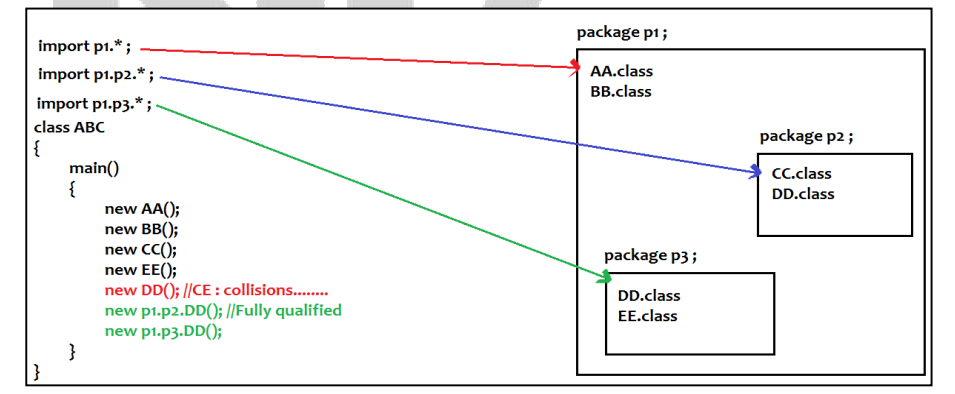 import p1.* ;
import p1.p2.* ;
import p1.p3.* ;
class ABC
{
main()
{
new AA();
new BB();
new CC();
new EE();
new DD(); //CE : collisions........
new p1.p2.DD(); //Fully qualified
new p1.p3.DD();
}
}
package p1 ;
AA.class
BB.class
package p2 ;
CC.class
DD.class
package p3 ;
DD.class
EE.class